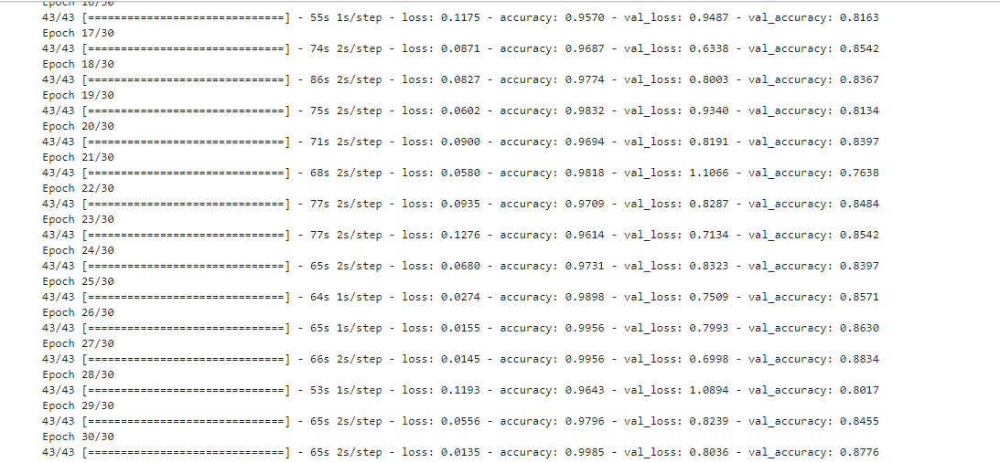 Epoch 16/30
43/43 [==============================] - 55s 1s/step - loss: 0.1175 - accuracy: 0.9570 - val_loss: 0.9487 - val_accuracy: 0.8163
Epoch 17/30
43/43 [==============================] - 74s 2s/step - loss: 0.0871 - accuracy: 0.9687 - val_loss: 0.6338 - val_accuracy: 0.8542
Epoch 18/30
43/43 [==============================] - 86s 2s/step - loss: 0.0827 - accuracy: 0.9774 - val_loss: 0.8003 - val_accuracy: 0.8367
Epoch 19/30
43/43 [==============================] - 75s 2s/step - loss: 0.0602 - accuracy: 0.9832 - val_loss: 0.9340 - val_accuracy: 0.8134
Epoch 20/30
43/43 [==============================] - 71s 2s/step - loss: 0.0900 - accuracy: 0.9694 - val_loss: 0.8191 - val_accuracy: 0.8397
Epoch 21/30
43/43 [==============================] - 68s 2s/step - loss: 0.0580 - accuracy: 0.9818 - val_loss: 1.1066 - val_accuracy: 0.7638
Epoch 22/30
43/43 [==============================] - 77s 2s/step - loss: 0.0935 - accuracy: 0.9709 - val_loss: 0.8287 - val_accuracy: 0.8484
Epoch 23/30
43/43 [==============================] - 77s 2s/step - loss: 0.1276 - accuracy: 0.9614 - val_loss: 0.7134 - val_accuracy: 0.8542
Epoch 24/30
43/43 [==============================] - 65s 2s/step - loss: 0.0680 - accuracy: 0.9731 - val_loss: 0.8323 - val_accuracy: 0.8397
Epoch 25/30
43/43 [==============================] - 64s 1s/step - loss: 0.0274 - accuracy: 0.9898 - val_loss: 0.7509 - val_accuracy: 0.8571
Epoch 26/30
43/43 [==============================] - 65s 1s/step - loss: 0.0155 - accuracy: 0.9956 - val_loss: 0.7993 - val_accuracy: 0.8630
Epoch 27/30
43/43 [==============================] - 66s 2s/step - loss: 0.0145 - accuracy: 0.9956 - val_loss: 0.6998 - val_accuracy: 0.8834
Epoch 28/30
43/43 [==============================] - 53s 1s/step - loss: 0.1193 - accuracy: 0.9643 - val_loss: 1.0894 - val_accuracy: 0.8017
Epoch 29/30
43/43 [==============================] - 65s 2s/step - loss: 0.0556 - accuracy: 0.9796 - val_loss: 0.8239 - val_accuracy: 0.8455
Epoch 30/30
43/43 [==============================] - 65s 2s/step - loss: 0.0135 - accuracy: 0.9985 - val_loss: 0.8036 - val_accuracy: 0.8776